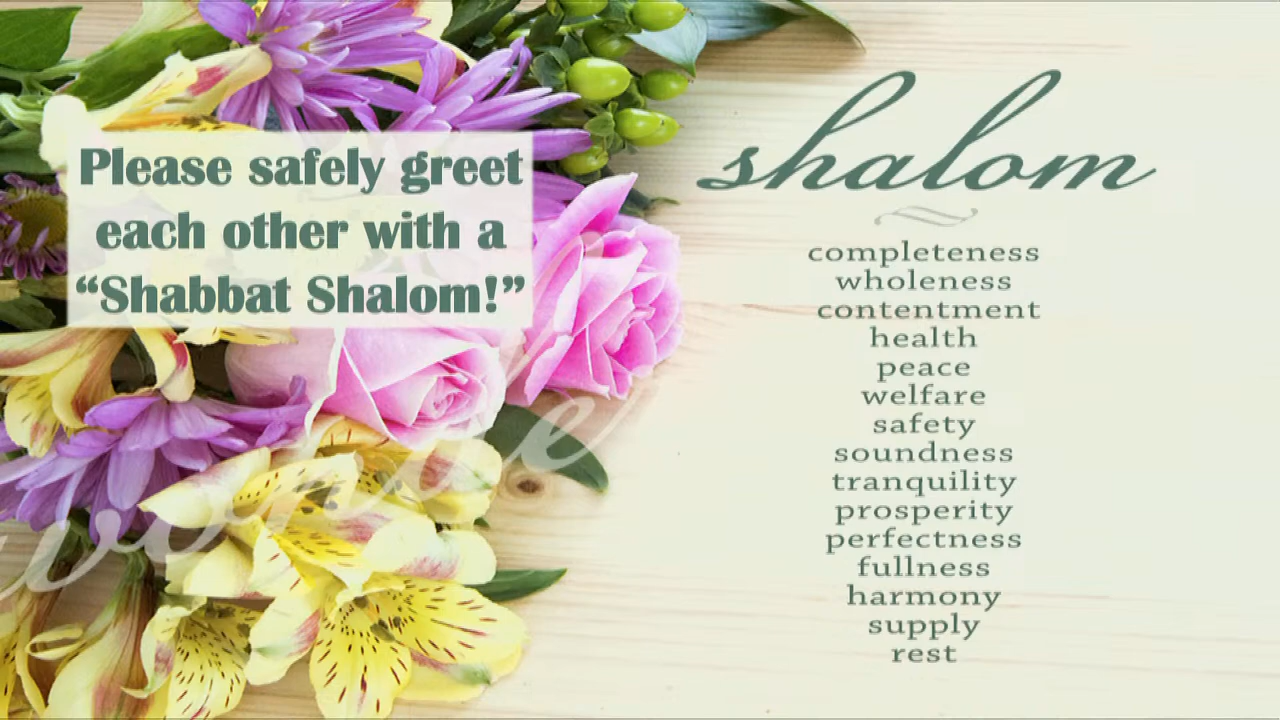 Please safely greet
each other with a
“Shabbat Shalom!”
shalom
completeness
wholeness
contentment
health
peace
welfare
safety
soundness
tranquility
prosperity
perfectness
fullness
harmony
supply
rest